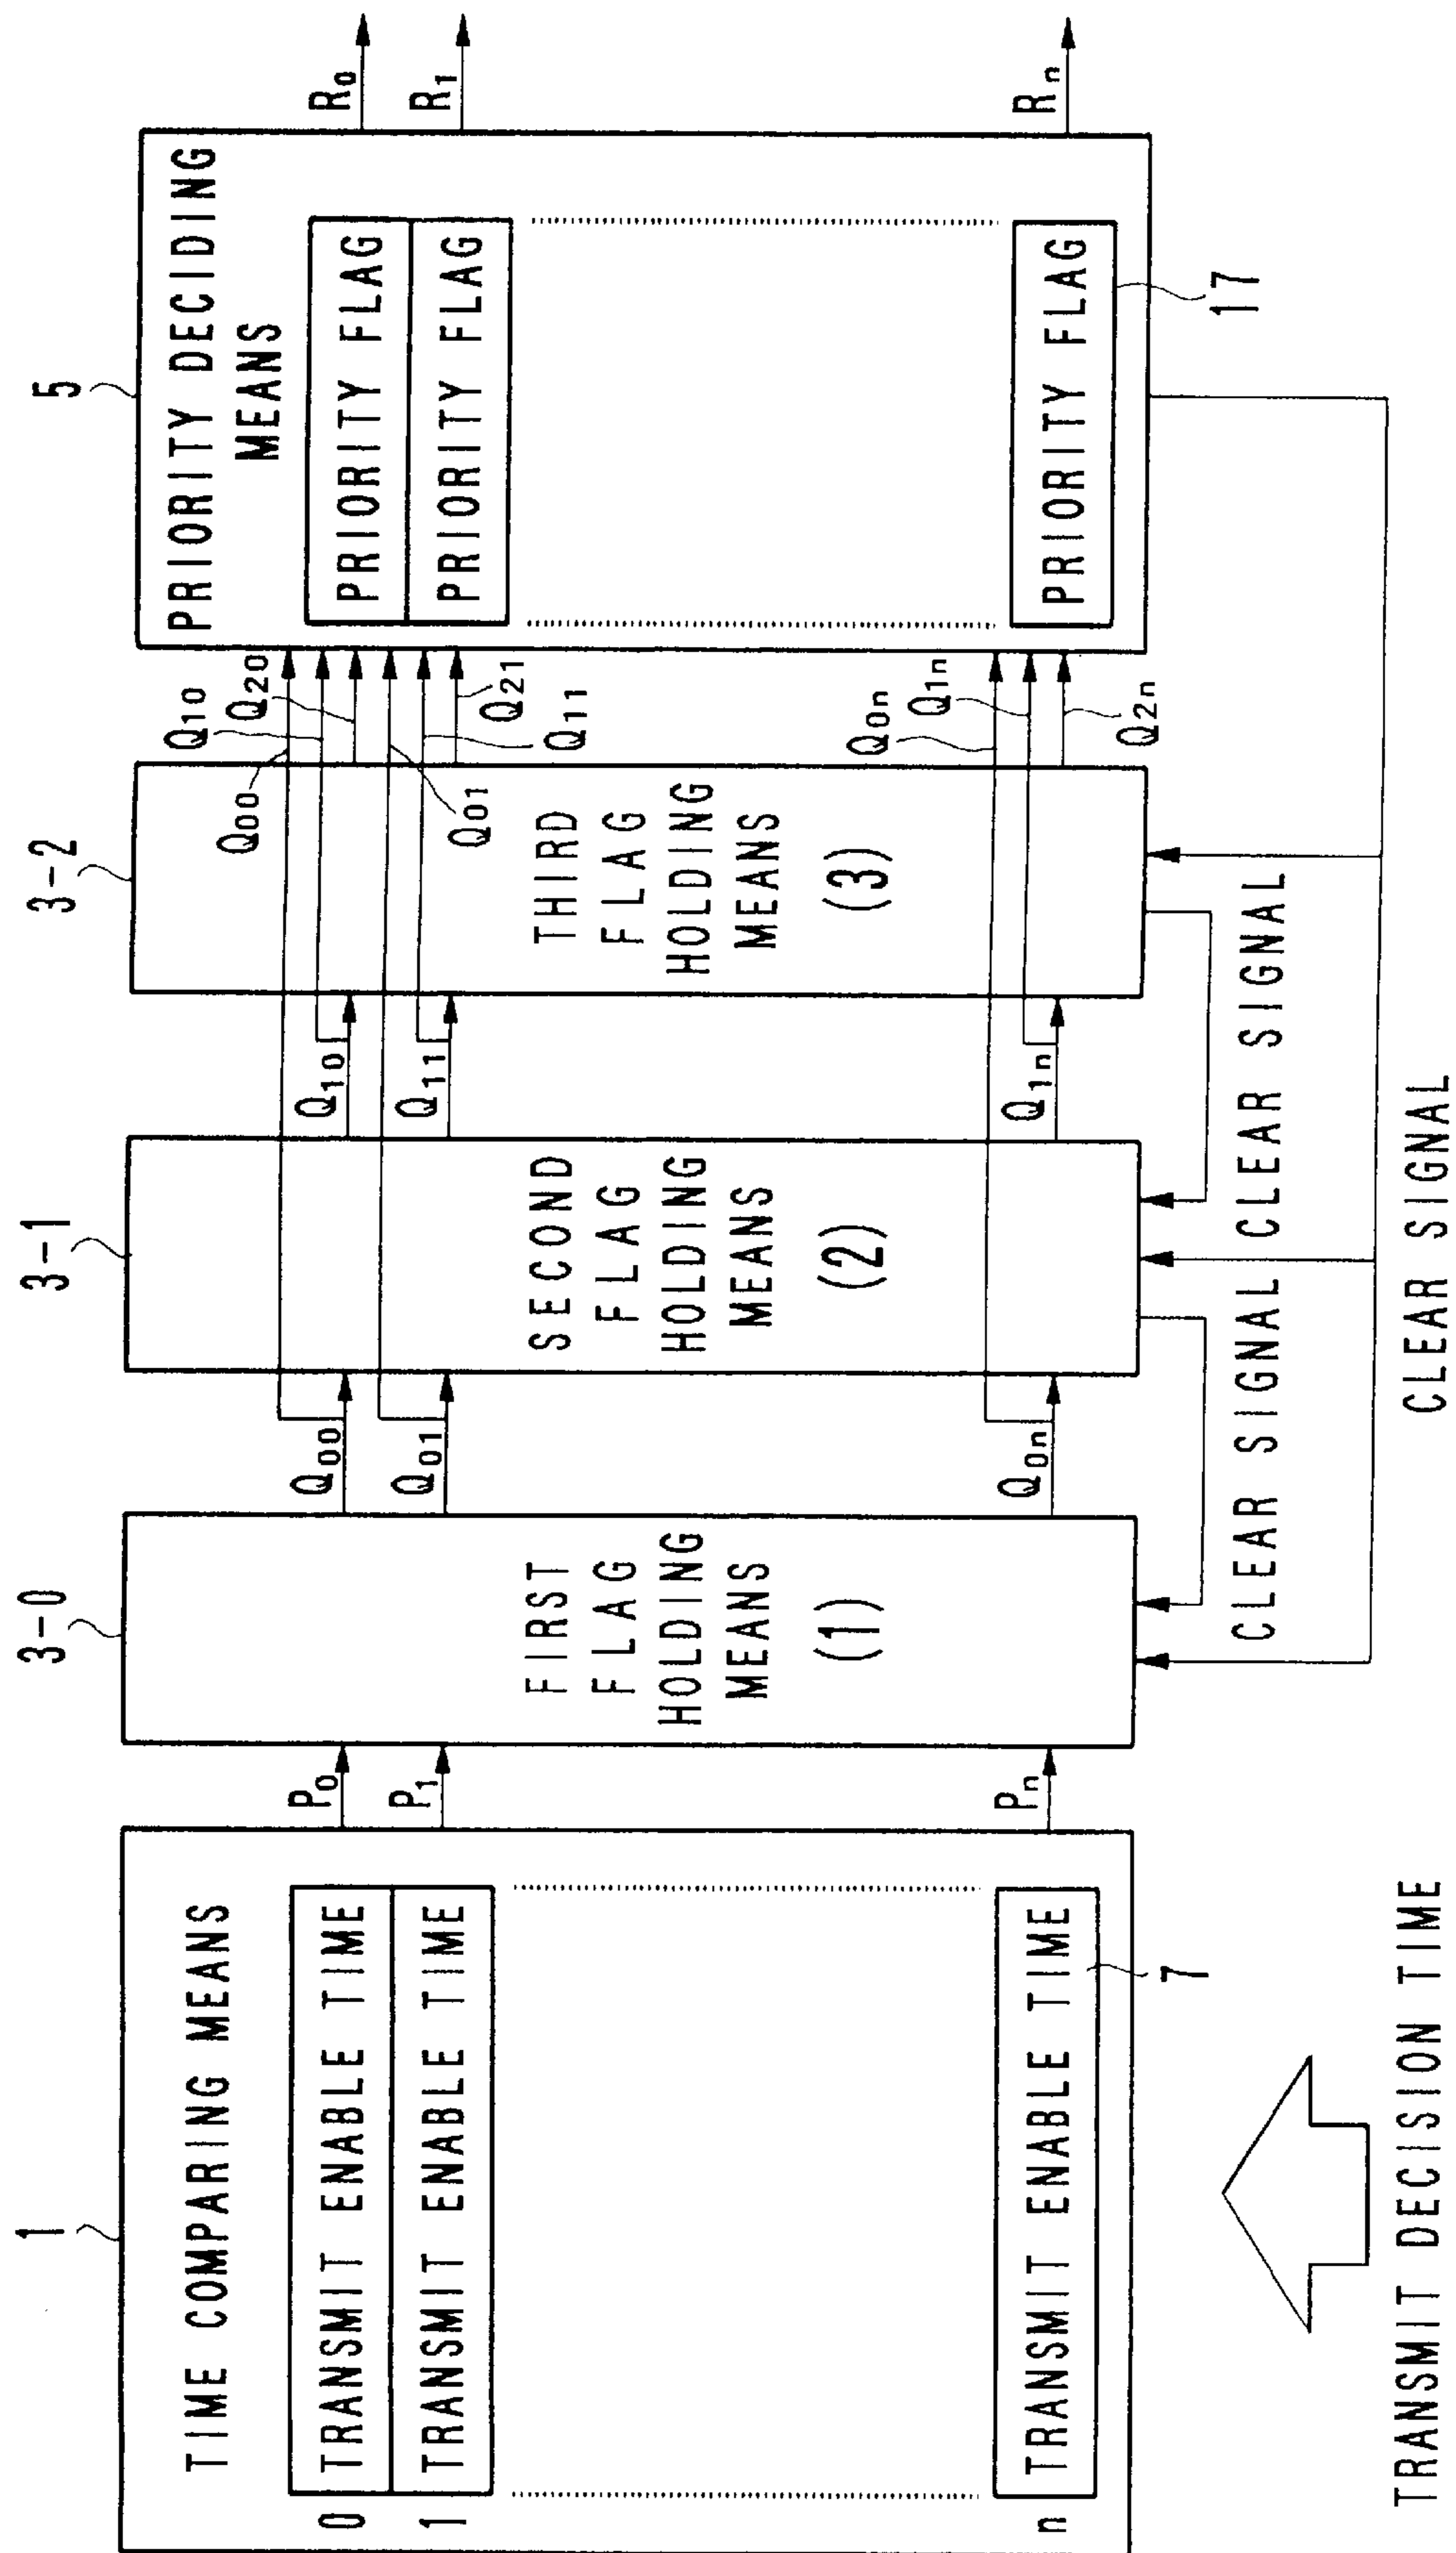 1
TIME COMPARING MEANS
0 TRANSMIT ENABLE TIME
1 TRANSMIT ENABLE TIME
n TRANSMIT ENABLE TIME
7
TRANSMIT DECISION TIME
P0
P1
Pn
3-0
FIRST
FLAG
HOLDING
MEANS
(1)
Q00
Q01
Q0n
3-1
SECOND
FLAG
HOLDING
MEANS
(2)
Q10
Q11
Q1n
3-2
THIRD
FLAG
HOLDING
MEANS
(3)
Q00
Q10
Q20
Q01
Q11
Q21
Q0n
Q1n
Q2n
CLEAR SIGNAL
CLEAR SIGNAL
CLEAR SIGNAL
5
PRIORITY DECIDING
MEANS
PRIORITY FLAG
PRIORITY FLAG
PRIORITY FLAG
17
R0
R1
Rn